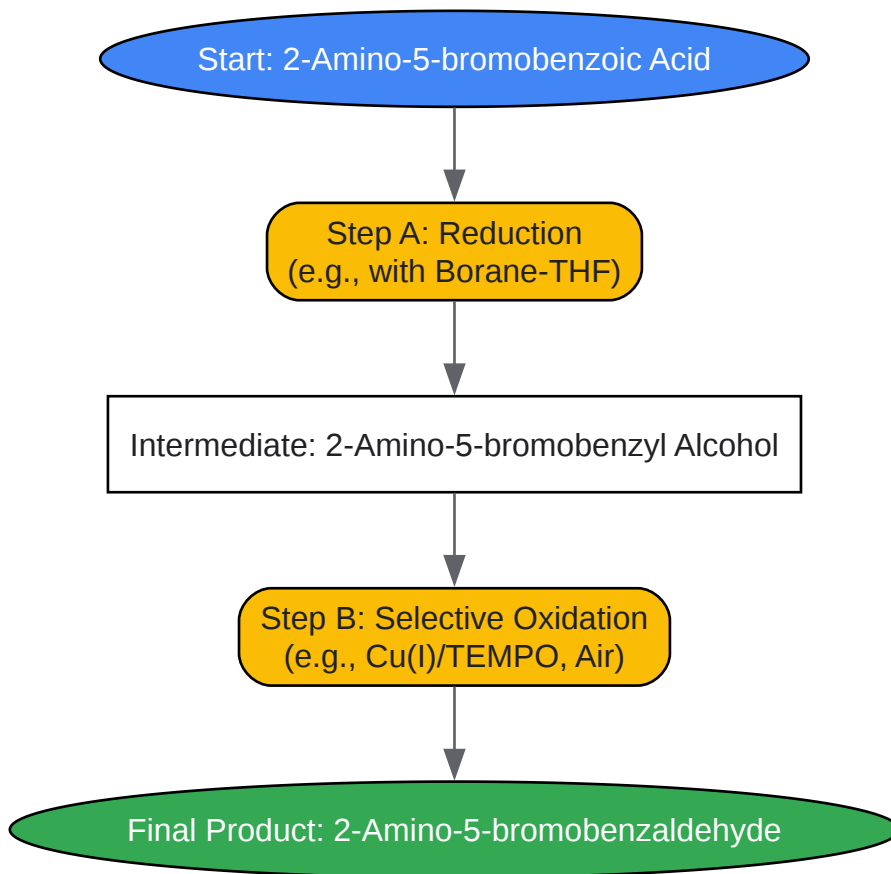 Start: 2-Amino-5-bromobenzoic Acid
Step A: Reduction
(e.g., with Borane-THF)
Intermediate: 2-Amino-5-bromobenzyl Alcohol
Step B: Selective Oxidation
(e.g., Cu(I)/TEMPO, Air)
Final Product: 2-Amino-5-bromobenzaldehyde